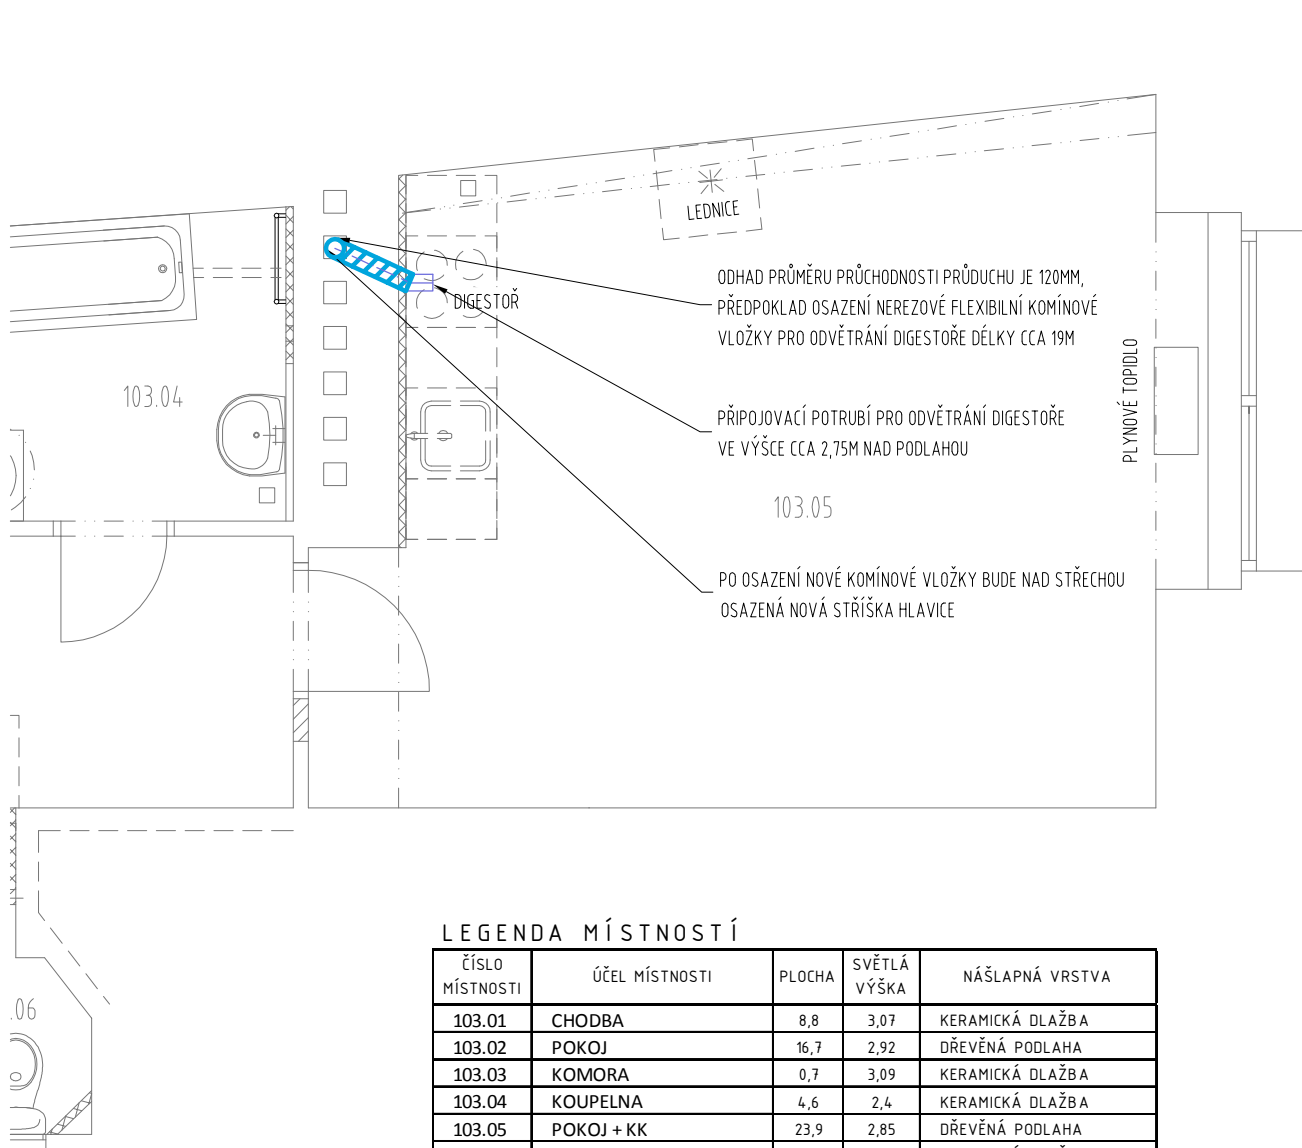 LEDNICE
ODHAD PRŮMĚRU PRŮCHODNOSTI PRŮDUCHU JE 120MM,
PŘEDPOKLAD OSAZENÍ NEREZOVÉ FLEXIBILNÍ KOMÍNOVÉ
VLOŽKY PRO ODVĚTRÁNÍ DIGESTOŘE DÉLKY CCA 19M
DIGESTOŘ
PLYNOVÉ TOPIDLO
103.04
PŘIPOJOVACÍ POTRUBÍ PRO ODVĚTRÁNÍ DIGESTOŘE
VE VÝŠCE CCA 2,75M NAD PODLAHOU
103.05
PO OSAZENÍ NOVÉ KOMÍNOVÉ VLOŽKY BUDE NAD STŘECHOU
OSAZENÁ NOVÁ STŘÍŠKA HLAVICE
.06
LEGENDA MÍSTNOSTÍ
ČÍSLO MÍSTNOSTI ÚČEL MÍSTNOSTI PLOCHA SVĚTLÁ VÝŠKA NÁŠLAPNÁ VRSTVA
103.01 CHODBA 8,8 3,07 KERAMICKÁ DLAŽBA
103.02 POKOJ 16,7 2,92 DŘEVĚNÁ PODLAHA
103.03 KOMORA 0,7 3,09 KERAMICKÁ DLAŽBA
103.04 KOUPELNA 4,6 2,4 KERAMICKÁ DLAŽBA
103.05 POKOJ + KK 23,9 2,85 DŘEVĚNÁ PODLAHA